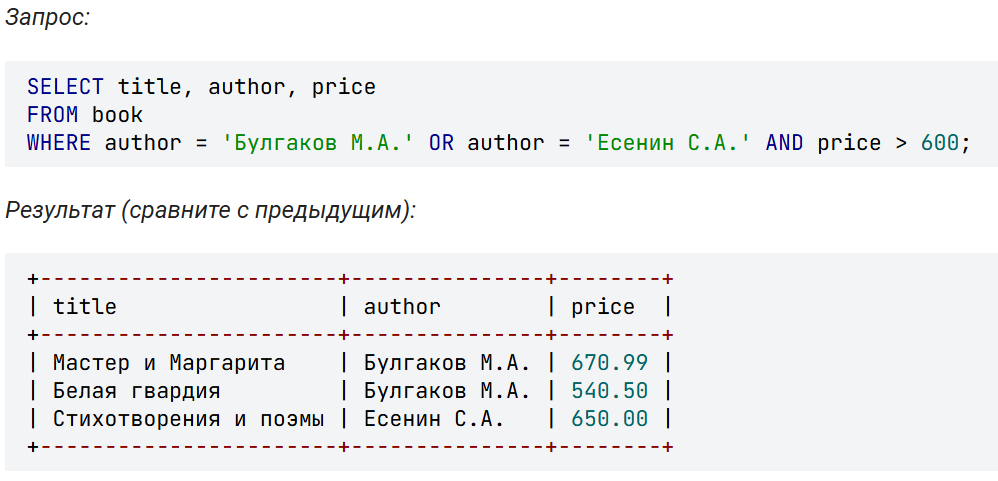 Запрос:
SELECT title, author, price
FROM book
WHERE author = 'Булгаков М.А.' OR author = 'Есенин С.А.' AND price > 600;
Результат (сравните с предыдущим):
+-----------------------+---------------+--------+
| title                 | author        | price  |
+-----------------------+---------------+--------+
| Мастер и Маргарита    | Булгаков М.А. | 670.99 |
| Белая гвардия         | Булгаков М.А. | 540.50 |
| Стихотворения и поэмы | Есенин С.А.   | 650.00 |
+-----------------------+---------------+--------+